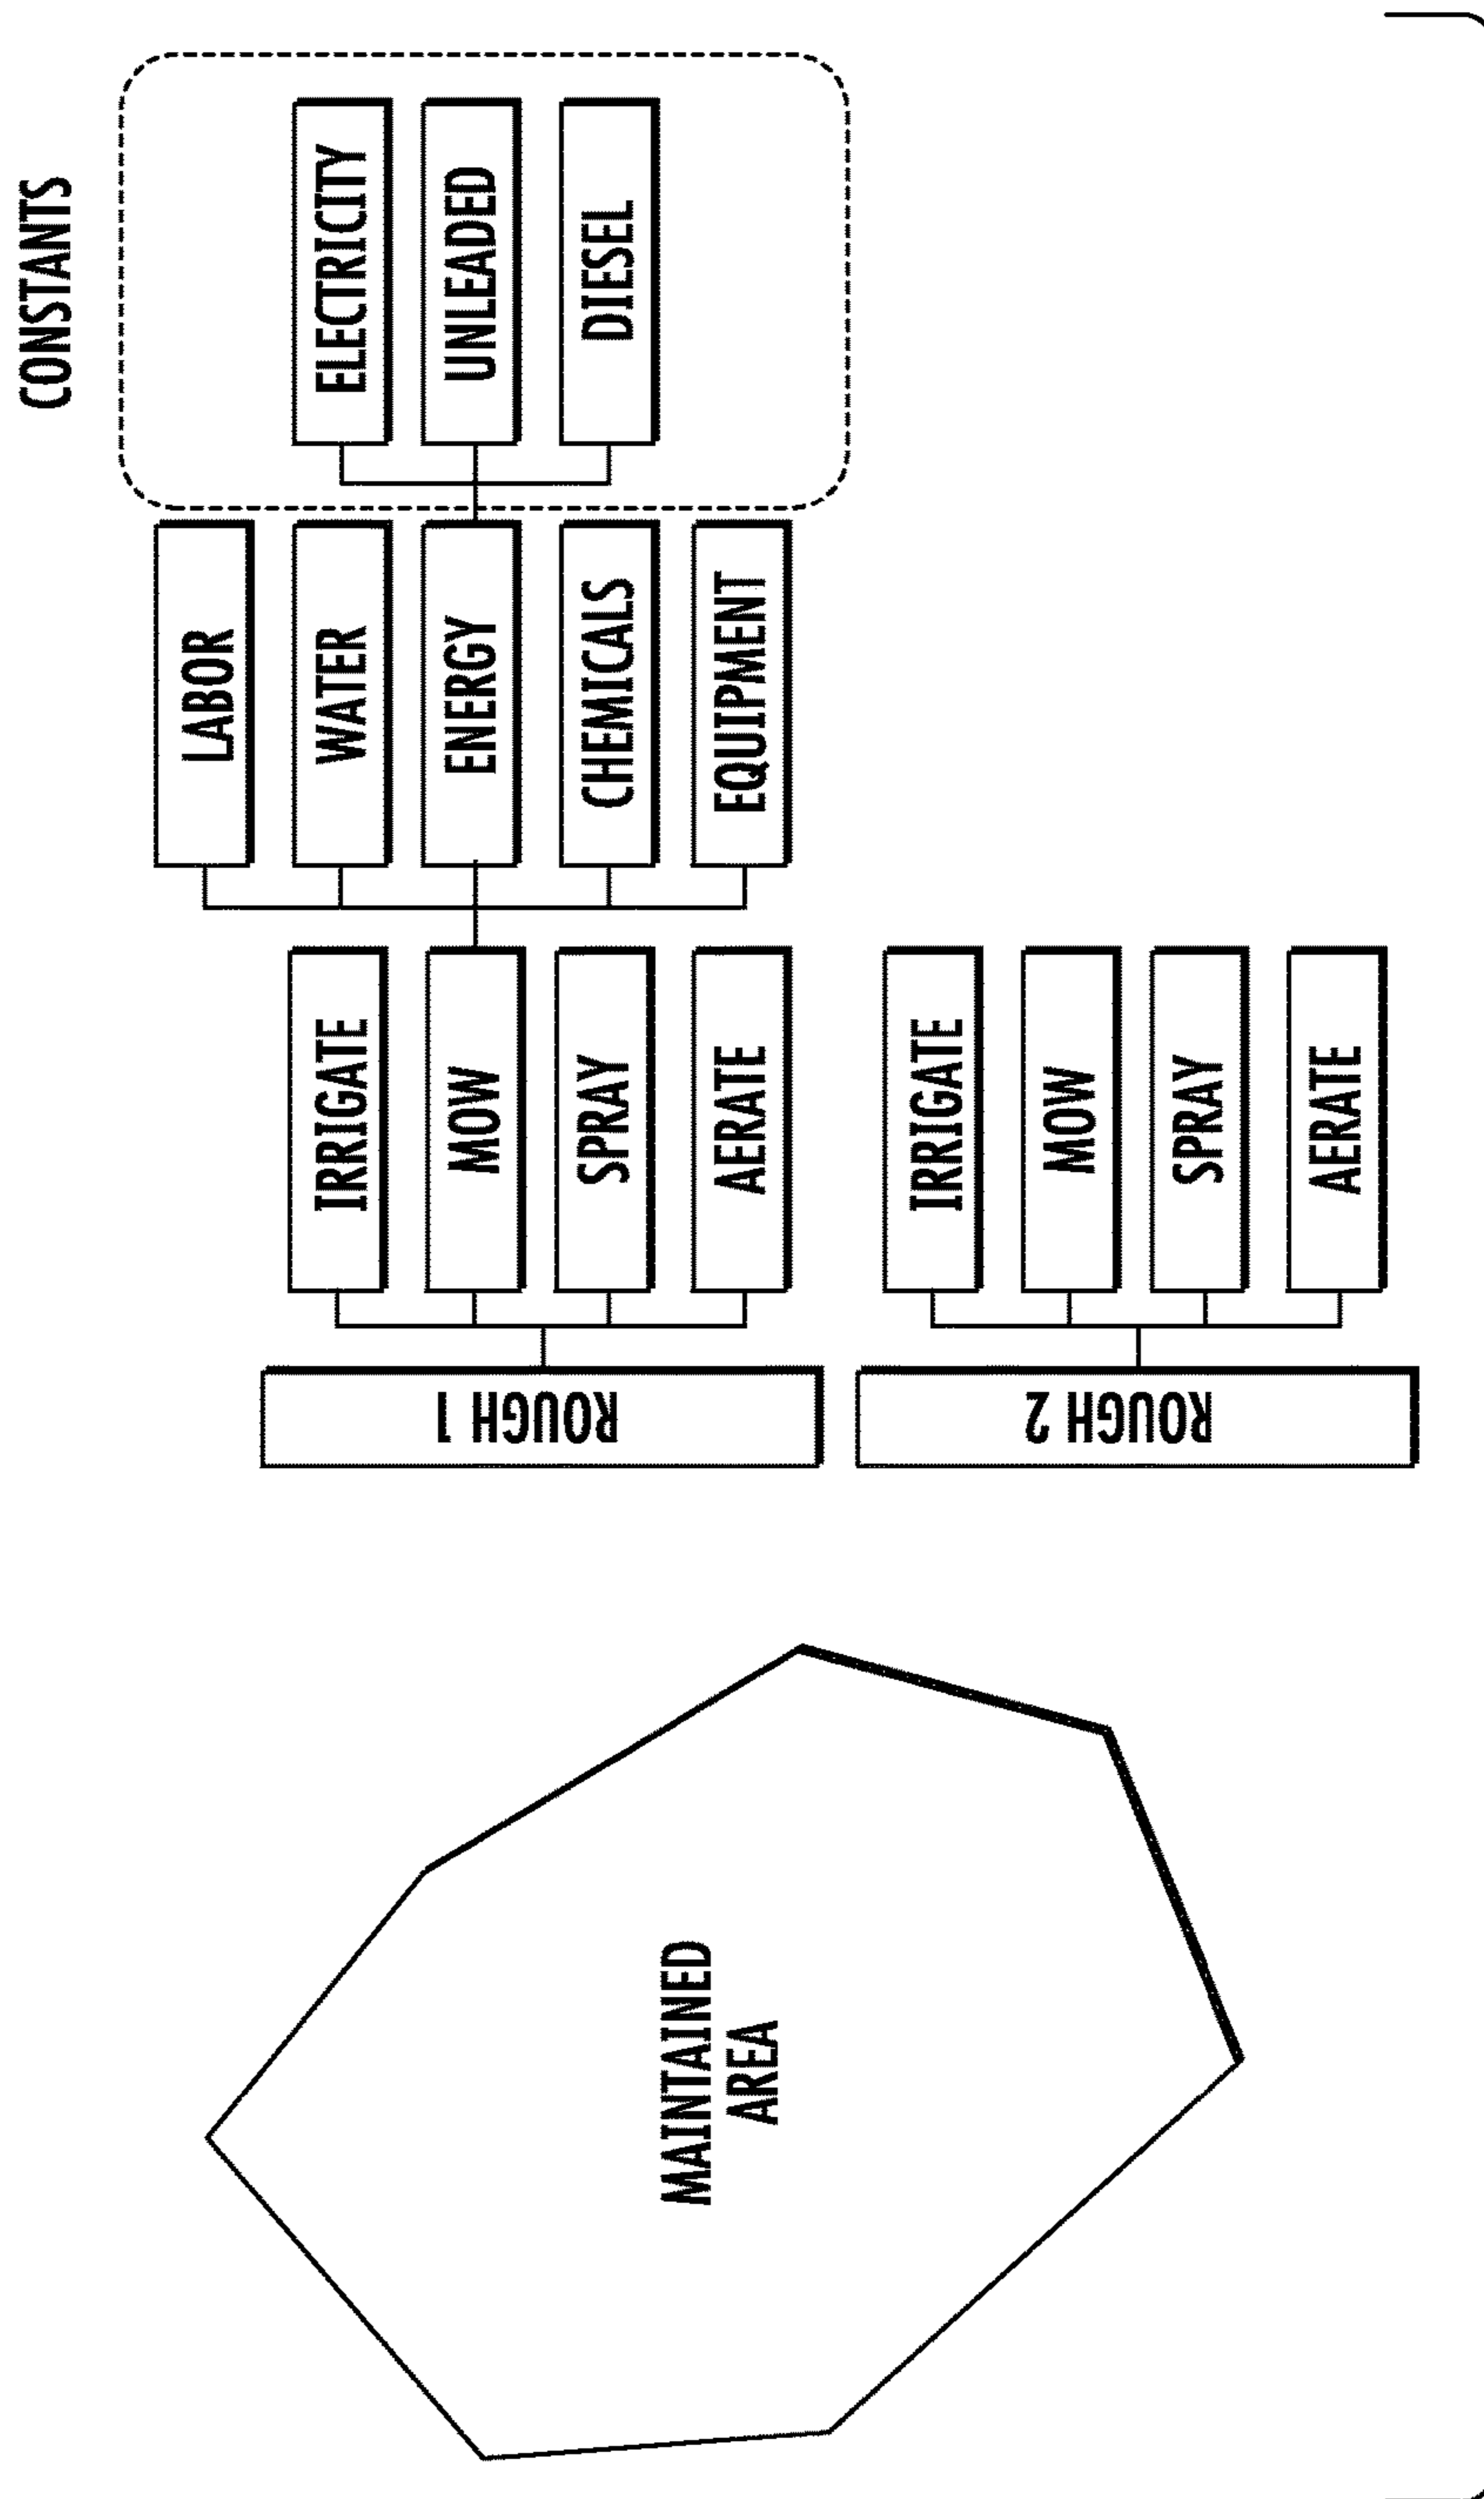 CONSTANTS
LABOR
WATER
ENERGY
CHEMICALS
EQUIPMENT
ELECTRICITY
UNLEADED
DIESEL
ROUGH 1
IRRIGATE
MOW
SPRAY
AERATE
ROUGH 2
IRRIGATE
MOW
SPRAY
AERATE
MAINTAINED
AREA